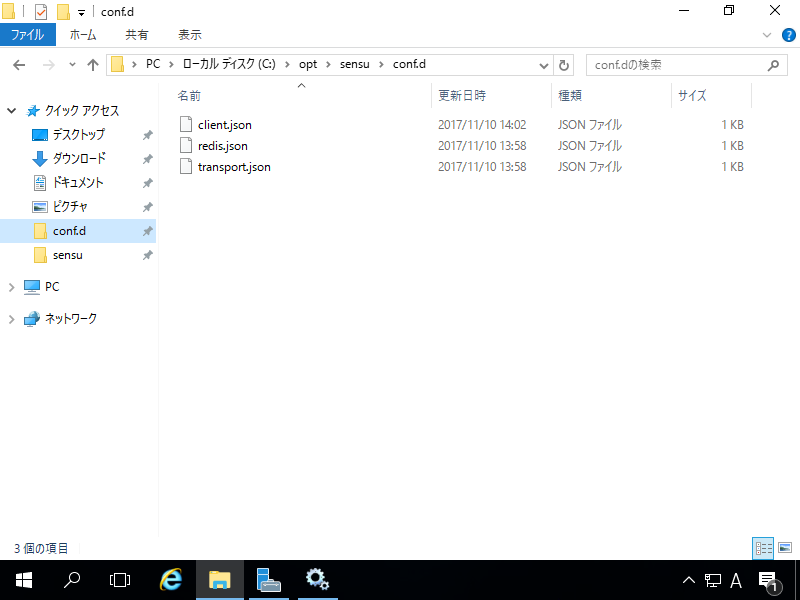 conf.d
ファイル ホーム 共有 表示
PC ローカル ディスク (C:) opt sensu conf.d
conf.dの検索
名前 更新日時 種類 サイズ
client.json 2017/11/10 14:02 JSON ファイル 1 KB
redis.json 2017/11/10 13:58 JSON ファイル 1 KB
transport.json 2017/11/10 13:58 JSON ファイル 1 KB
クイック アクセス
デスクトップ
ダウンロード
ドキュメント
ピクチャ
conf.d
sensu
PC
ネットワーク
3 個の項目
A
1